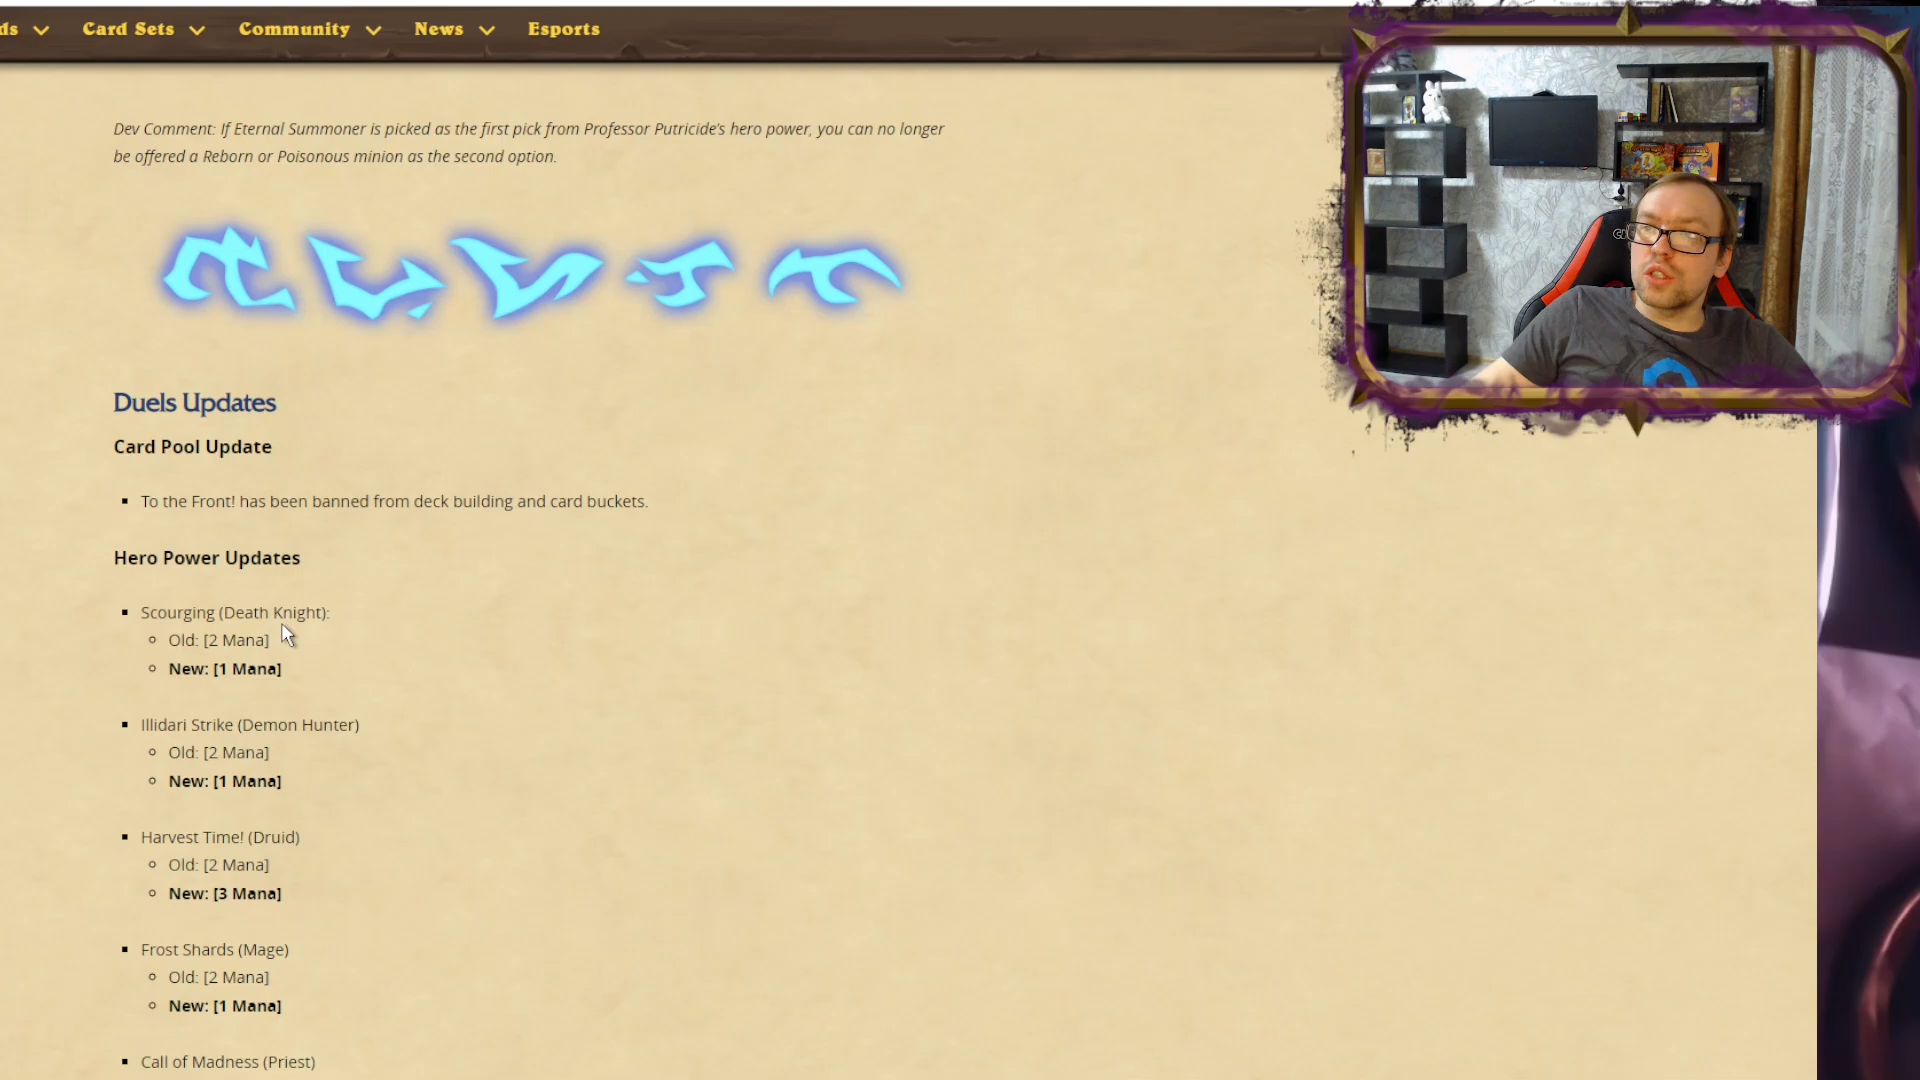 ds Card Sets Community News Esports
Dev Comment: If Eternal Summoner is picked as the first pick from Professor Putricide's hero power, you can no longer
be offered a Reborn or Poisonous minion as the second option.
Duels Updates
Card Pool Update
▪ To the Front! has been banned from deck building and card buckets.
Hero Power Updates
▪ Scourging (Death Knight):
◦ Old: [2 Mana]
◦ New: [1 Mana]
▪ Illidari Strike (Demon Hunter)
◦ Old: [2 Mana]
◦ New: [1 Mana]
▪ Harvest Time! (Druid)
◦ Old: [2 Mana]
◦ New: [3 Mana]
▪ Frost Shards (Mage)
◦ Old: [2 Mana]
◦ New: [1 Mana]
▪ Call of Madness (Priest)